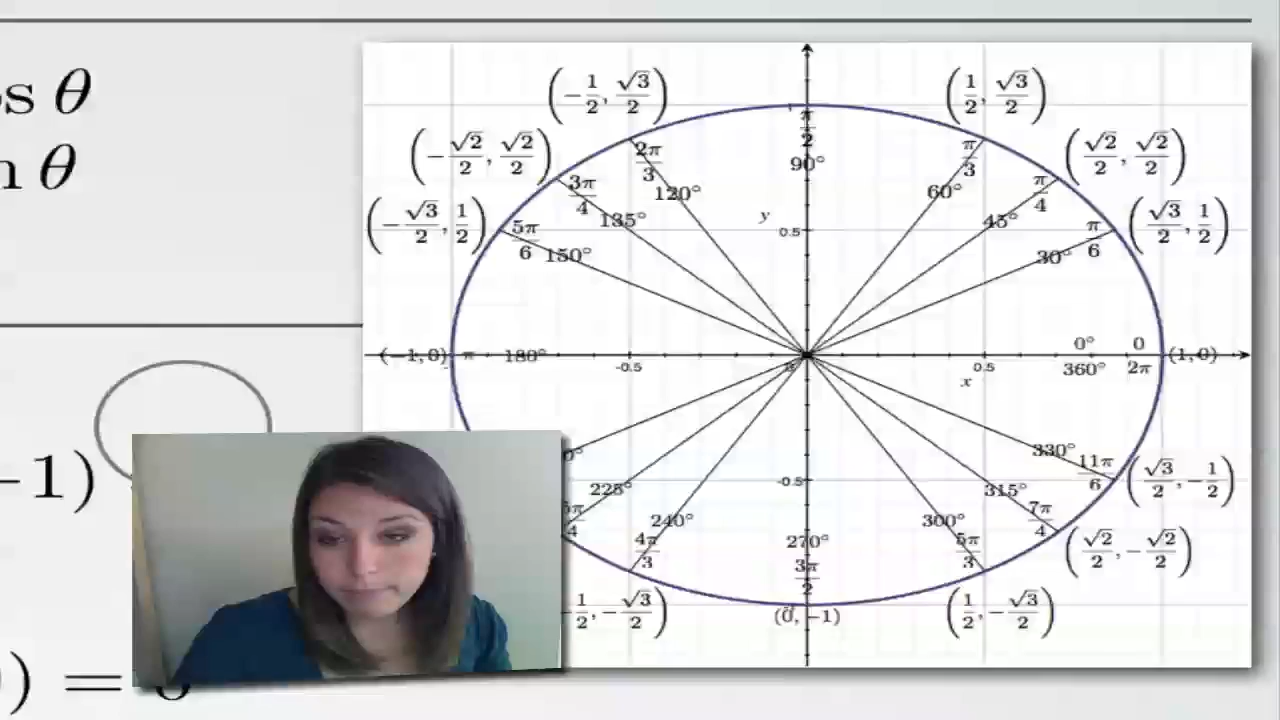 os θ
n θ
−1)
) =
(−1/2, √3/2)
(1/2, √3/2)
(−√2/2, √2/2)
(√2/2, √2/2)
(−√3/2, 1/2)
(√3/2, 1/2)
2π/3
π/2
π/3
3π/4
90°
π/4
120°
60°
135°
y
45°
5π/6
0.5
π/6
150°
30°
(−1, 0) π 180°
0° 0
(1, 0)
-0.5
0.5
x
360° 2π
330°
11π/6
(√3/2, −1/2)
225°
-0.5
315°
7π/4
240°
300°
4π/3
270°
5π/3
(√2/2, −√2/2)
3π/2
1/2, −√3/2)
(0, −1)
(1/2, −√3/2)